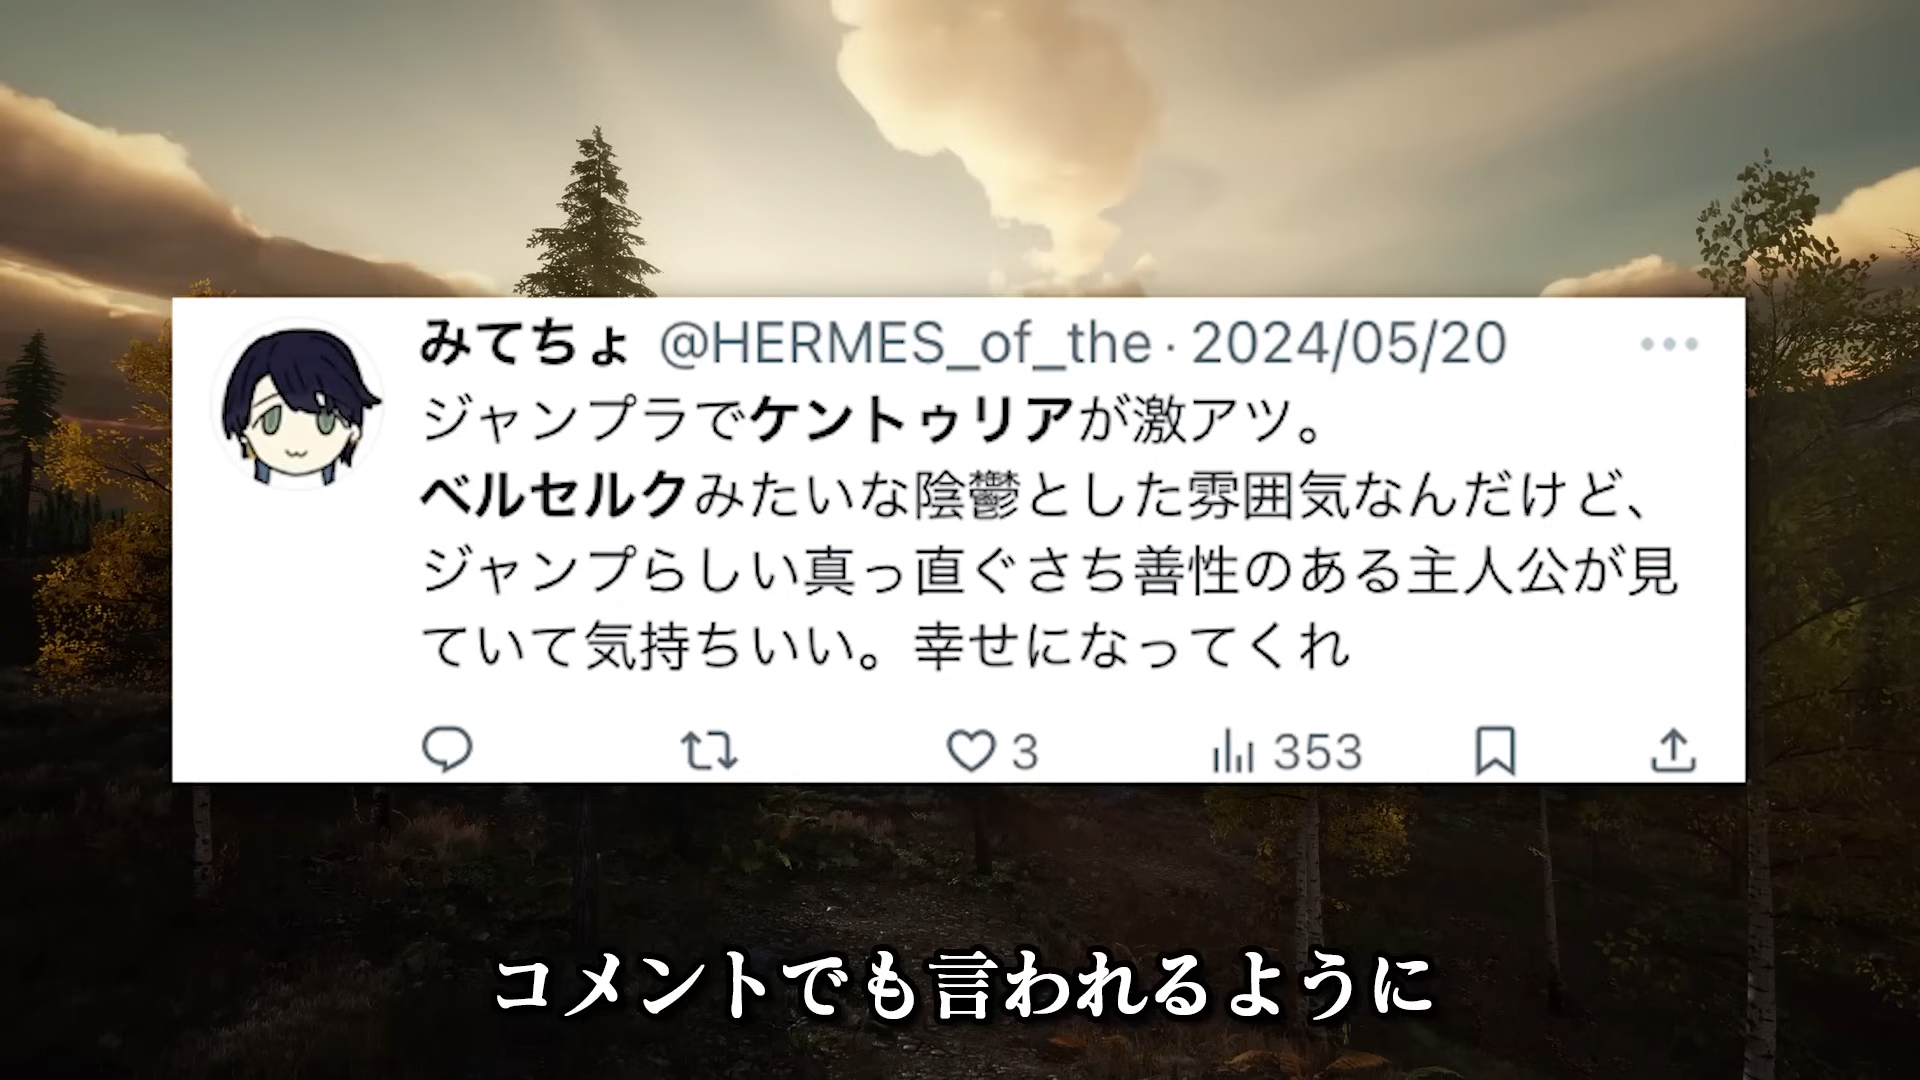 みてちょ @HERMES_of_the · 2024/05/20
ジャンプラでケントゥリアが激アツ。
ベルセルクみたいな陰鬱とした雰囲気なんだけど、
ジャンプらしい真っ直ぐさち善性のある主人公が見
ていて気持ちいい。幸せになってくれ
3 353
コメントでも言われるように